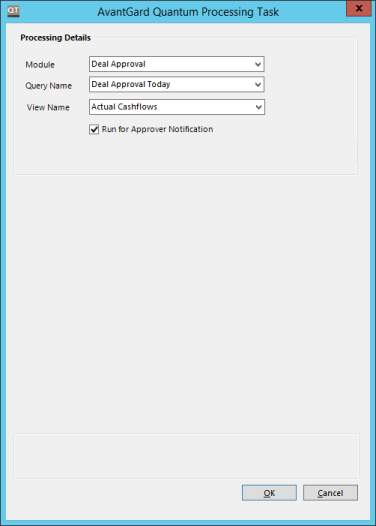 QT AvantGard Quantum Processing Task x
Processing Details
Module Deal Approval
Query Name Deal Approval Today
View Name Actual Cashflows
Run for Approver Notification
OK Cancel